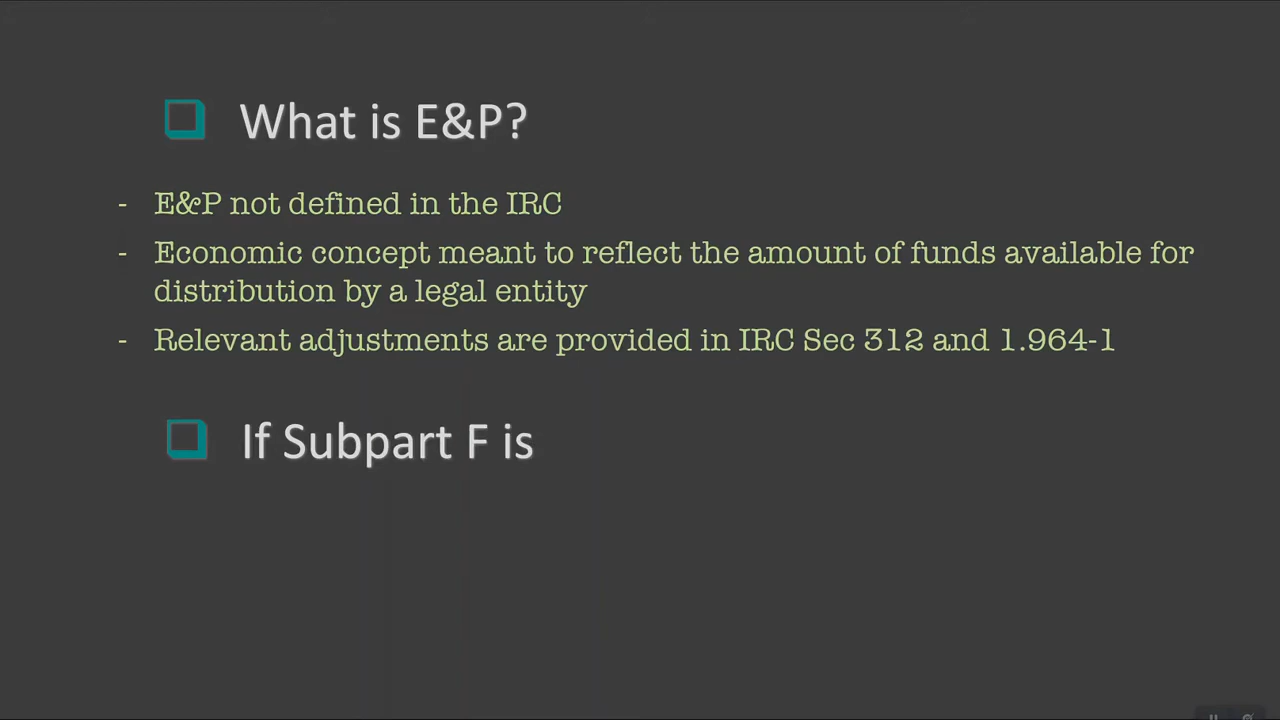 What is E&P?
- E&P not defined in the IRC
- Economic concept meant to reflect the amount of funds available for
distribution by a legal entity
- Relevant adjustments are provided in IRC Sec 312 and 1.964-1
If Subpart F is